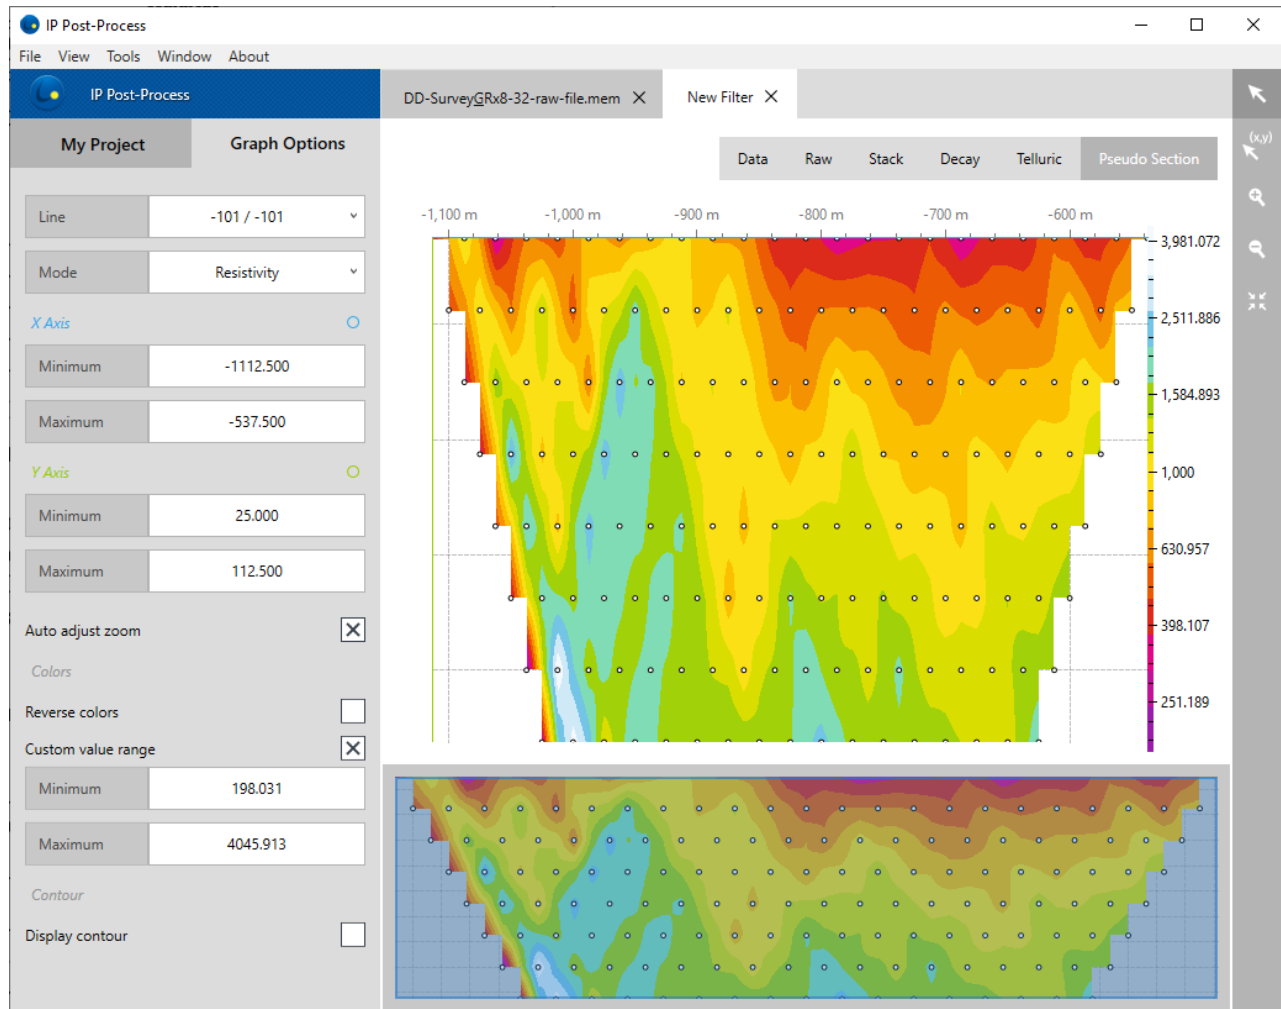 IP Post-Process
File View Tools Window About
IP Post-Process
DD-SurveyGRx8-32-raw-file.mem
New Filter
My Project
Graph Options
Data Raw Stack Decay Telluric Pseudo Section
(x,y)
Line -101 / -101
Mode Resistivity
X Axis
Minimum -1112.500
Maximum -537.500
Y Axis
Minimum 25.000
Maximum 112.500
Auto adjust zoom
Colors
Reverse colors
Custom value range
Minimum 198.031
Maximum 4045.913
Contour
Display contour
-1,100 m -1,000 m -900 m -800 m -700 m -600 m
3,981.072
2,511.886
1,584.893
1,000
630.957
398.107
251.189